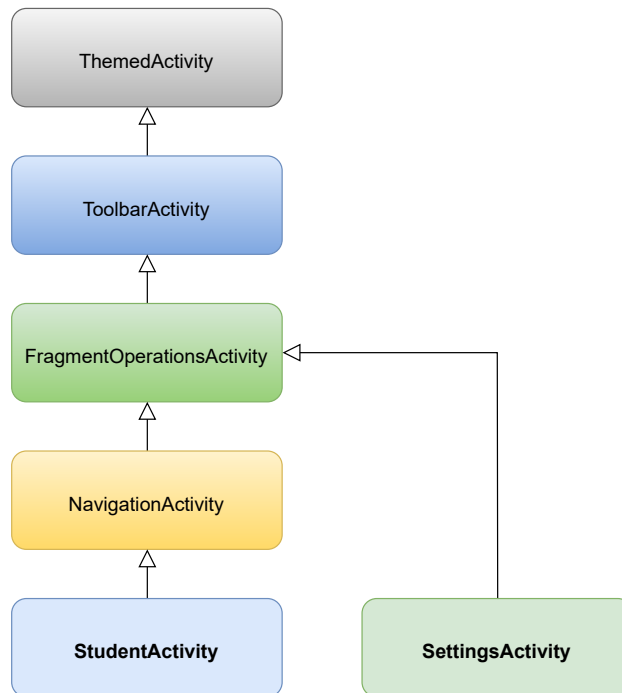 ThemedActivity
ToolbarActivity
FragmentOperationsActivity
NavigationActivity
StudentActivity
SettingsActivity